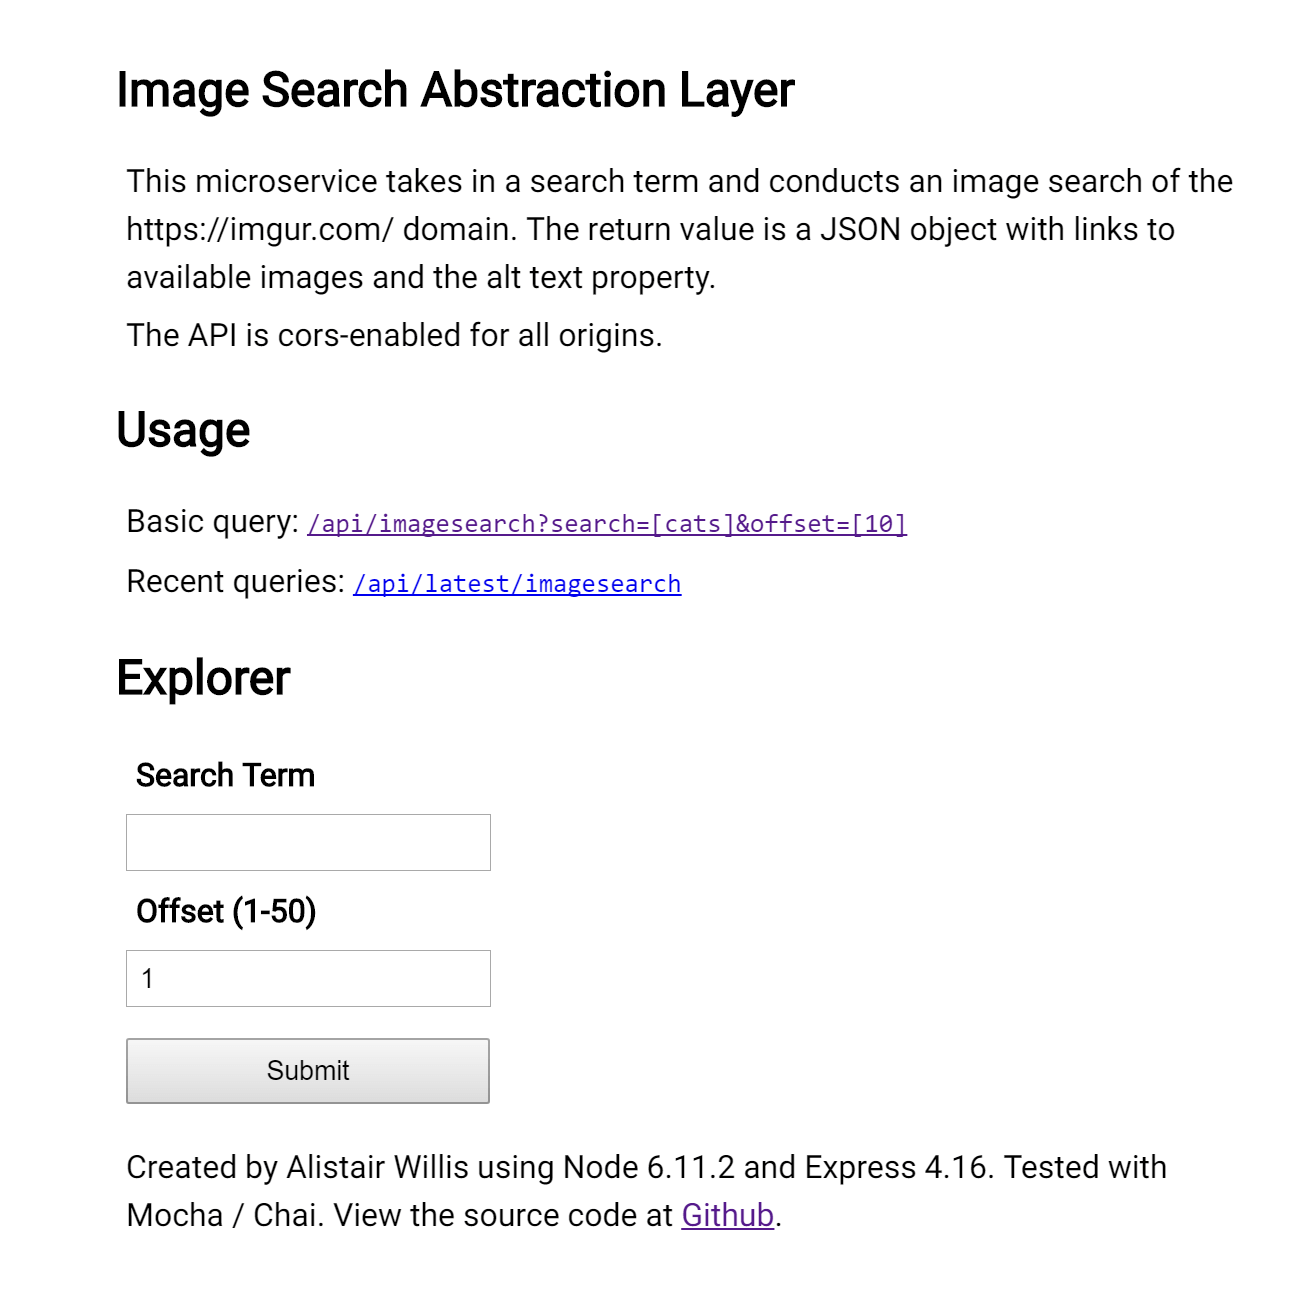 Image Search Abstraction Layer
This microservice takes in a search term and conducts an image search of the
https://imgur.com/ domain. The return value is a JSON object with links to
available images and the alt text property.
The API is cors-enabled for all origins.
Usage
Basic query: /api/imagesearch?search=[cats]&offset=[10]
Recent queries: /api/latest/imagesearch
Explorer
Search Term
Offset (1-50)
1
Submit
Created by Alistair Willis using Node 6.11.2 and Express 4.16. Tested with
Mocha / Chai. View the source code at Github.